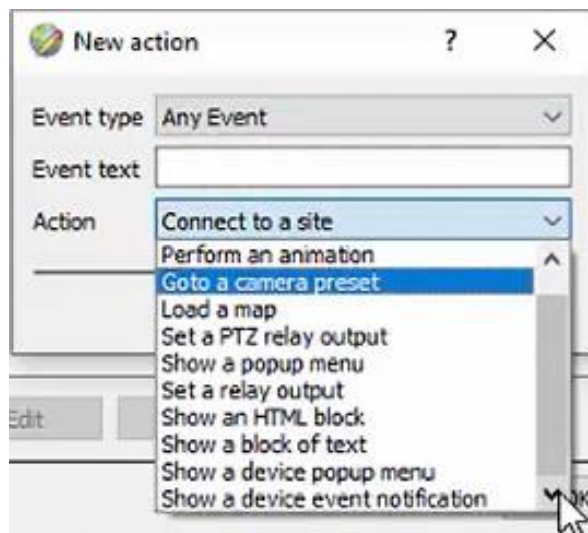 New action ? X
Event type Any Event
Event text
Action Connect to a site
Perform an animation
Goto a camera preset
Load a map
Set a PTZ relay output
Show a popup menu
Set a relay output
Edit
Show an HTML block
Show a block of text
Show a device popup menu
Show a device event notification